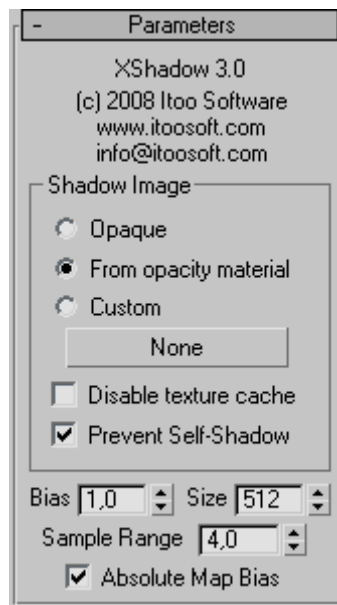 - Parameters
XShadow 3.0
(c) 2008 Itoo Software
www.itoosoft.com
info@itoosoft.com
Shadow Image
Opaque
From opacity material
Custom
None
Disable texture cache
Prevent Self-Shadow
Bias 1,0 Size 512
Sample Range 4,0
Absolute Map Bias